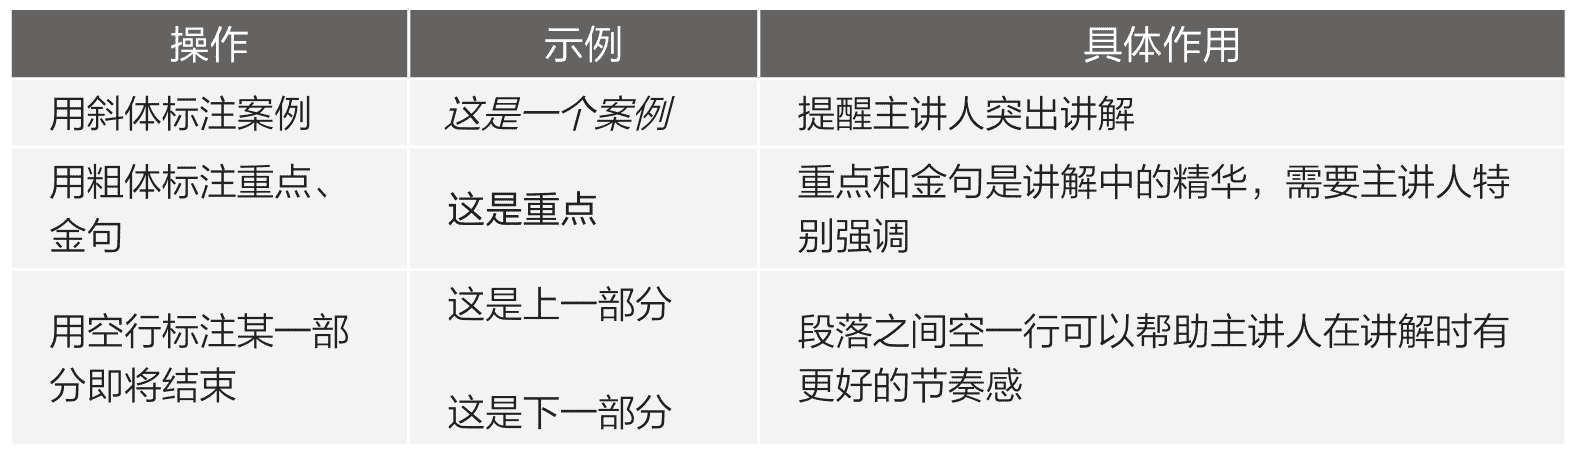 操作 示例 具体作用
用斜体标注案例 这是一个案例 提醒主讲人突出讲解
用粗体标注重点、
金句
这是重点
重点和金句是讲解中的精华，需要主讲人特
别强调
用空行标注某一部
分即将结束
这是上一部分
这是下一部分
段落之间空一行可以帮助主讲人在讲解时有
更好的节奏感